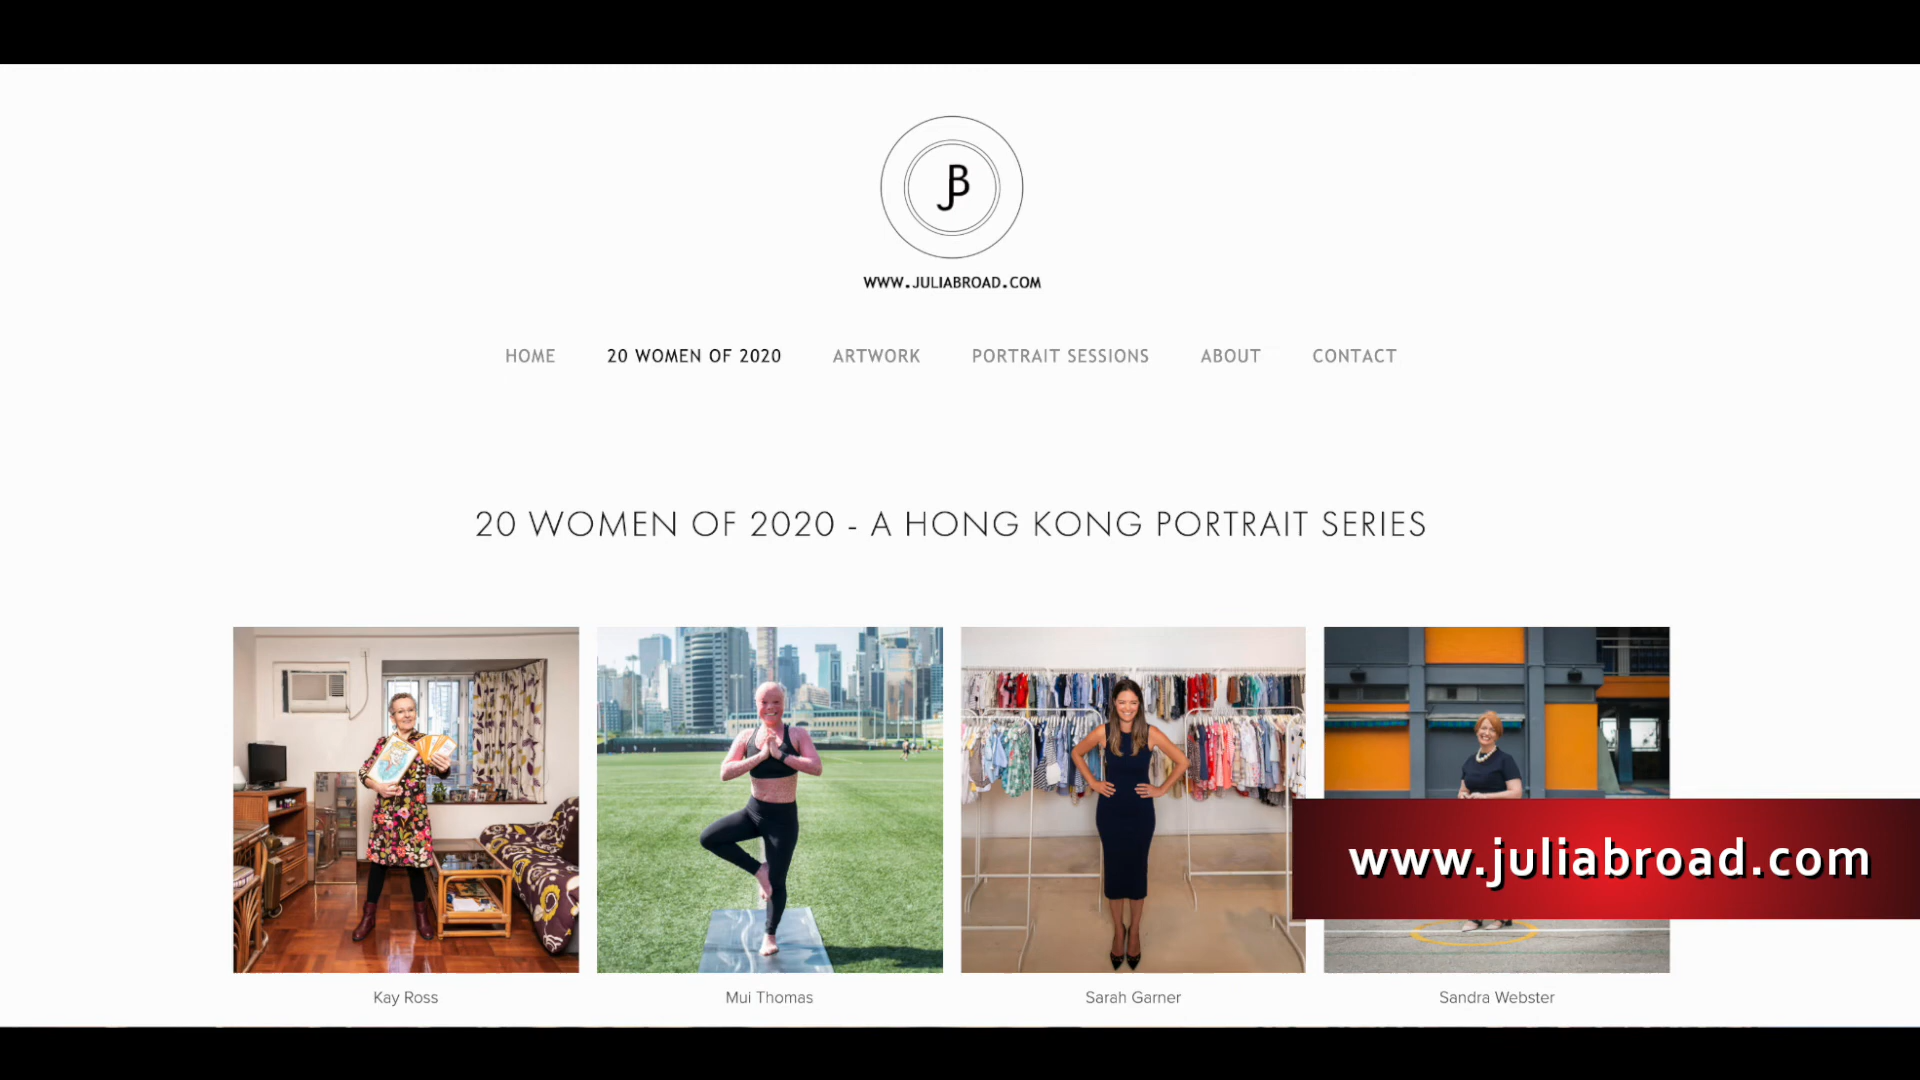 JB
WWW.JULIABROAD.COM
HOME 20 WOMEN OF 2020 ARTWORK PORTRAIT SESSIONS ABOUT CONTACT
20 WOMEN OF 2020 - A HONG KONG PORTRAIT SERIES
www.juliabroad.com
Kay Ross Mui Thomas Sarah Garner Sandra Webster